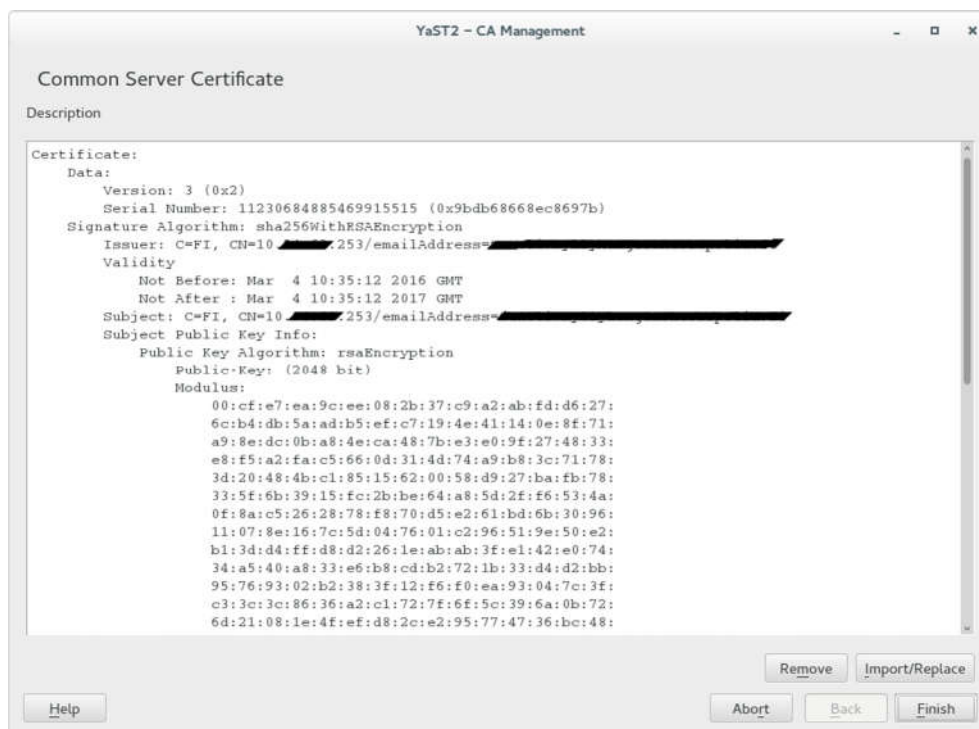 YaST2 - CA Management
Common Server Certificate
Description
Certificate:
Data:
Version: 3 (0x2)
Serial Number: 11230684885469915515 (0x9bdb68668ec8697b)
Signature Algorithm: sha256WithRSAEncryption
Issuer: C=FI, CN=10. .253/emailAddress=
Validity
Not Before: Mar 4 10:35:12 2016 GMT
Not After : Mar 4 10:35:12 2017 GMT
Subject: C=FI, CN=10. .253/emailAddress=
Subject Public Key Info:
Public Key Algorithm: rsaEncryption
Public-Key: (2048 bit)
Modulus:
00:cf:e7:ea:9c:ee:08:2b:37:c9:a2:ab:fd:d6:27:
6c:b4:db:5a:ad:b5:ef:c7:19:4e:41:14:0e:8f:71:
a9:8e:dc:0b:a8:4e:ca:48:7b:e3:e0:9f:27:48:33:
e8:f5:a2:fa:c5:66:0d:31:4d:74:a9:b8:3c:71:78:
3d:20:48:4b:c1:85:15:62:00:58:d9:27:ba:fb:78:
33:5f:6b:39:15:fc:2b:be:64:a8:5d:2f:f6:53:4a:
0f:8a:c5:26:28:78:f8:70:d5:e2:61:bd:6b:30:96:
11:07:8e:16:7c:5d:04:76:01:c2:96:51:9e:50:e2:
b1:3d:d4:ff:d8:d2:26:1e:ab:ab:3f:e1:42:e0:74:
34:a5:40:a8:33:e6:b8:cd:b2:72:1b:33:d4:d2:bb:
95:76:93:02:b2:38:3f:12:f6:f0:ea:93:04:7c:3f:
c3:3c:3c:86:36:a2:c1:72:7f:6f:5c:39:6a:0b:72:
6d:21:08:1e:4f:ef:d8:2c:e2:95:77:47:36:bc:48:
Remove Import/Replace
Help Abort Back Finish